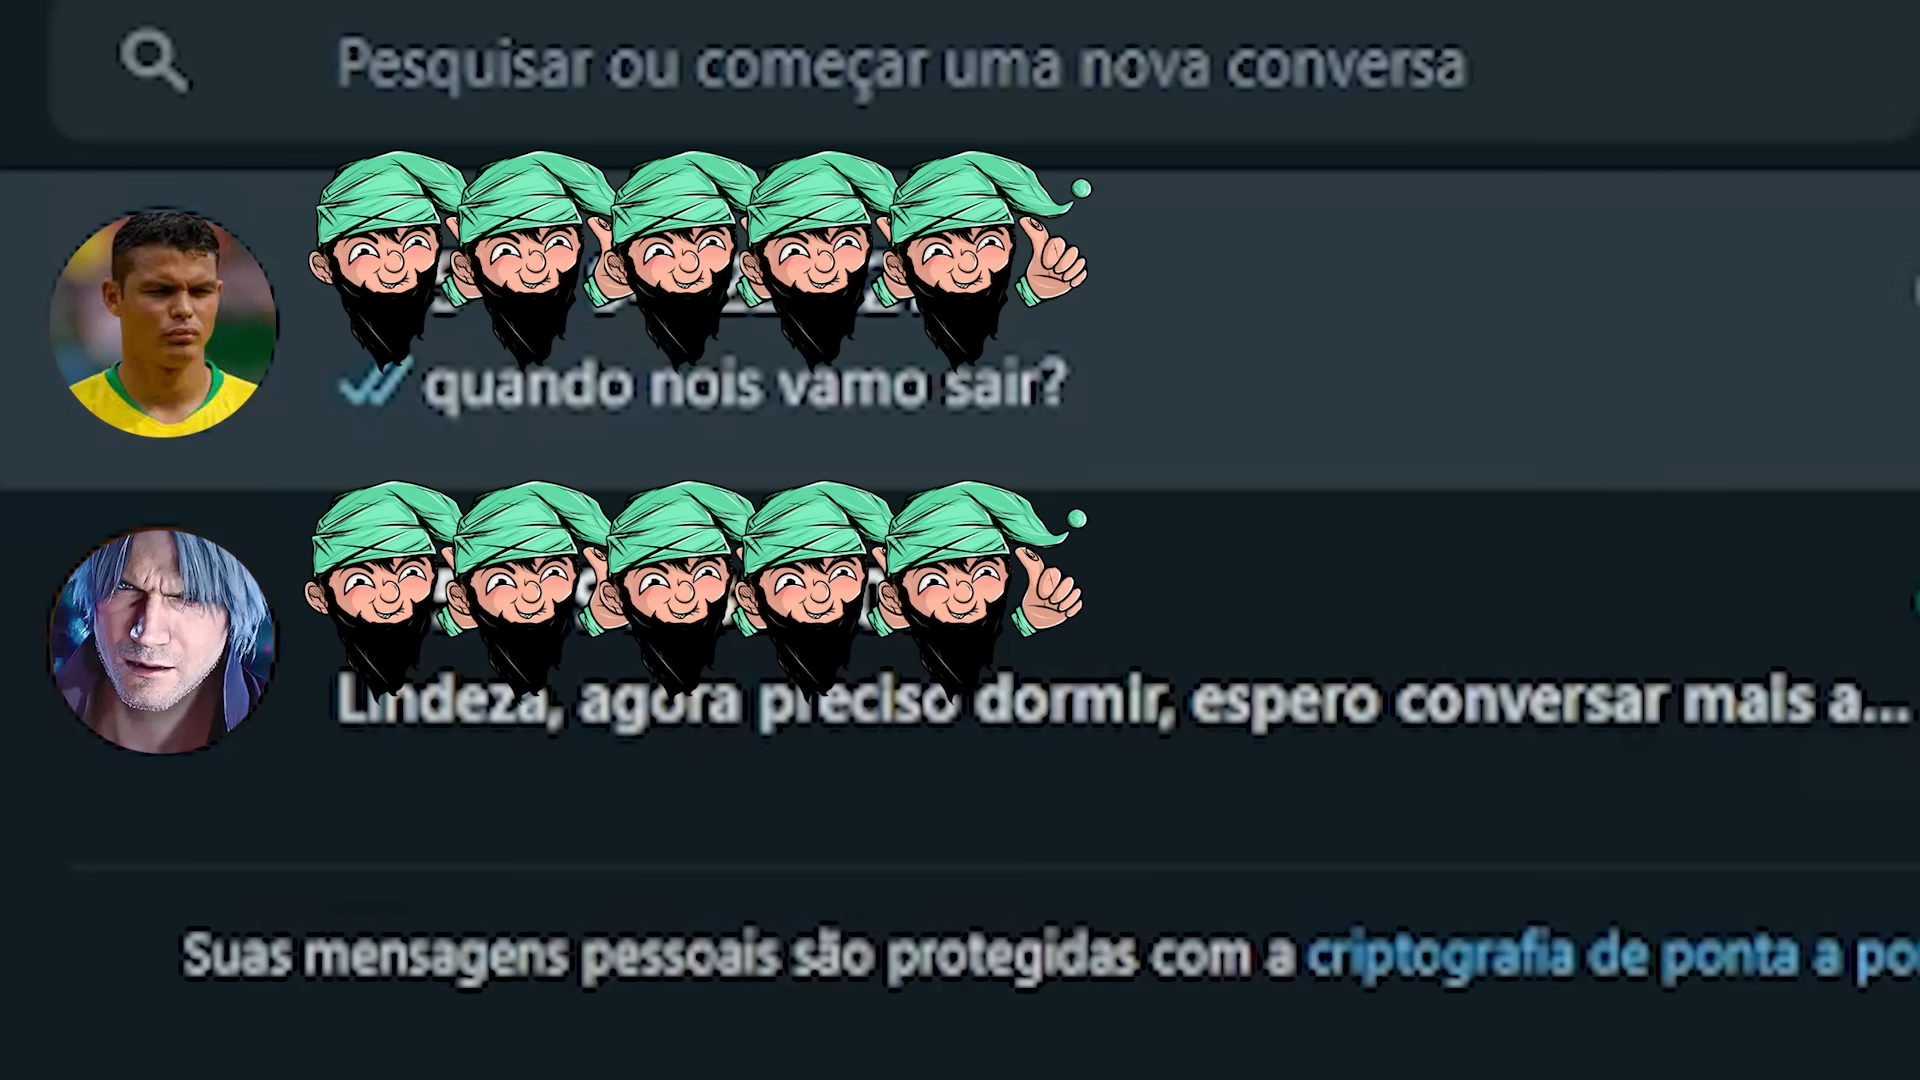 Pesquisar ou começar uma nova conversa
quando nois vamo sair?
Lindeza, agora preciso dormir, espero conversar mais a...
Suas mensagens pessoais são protegidas com a criptografia de ponta a